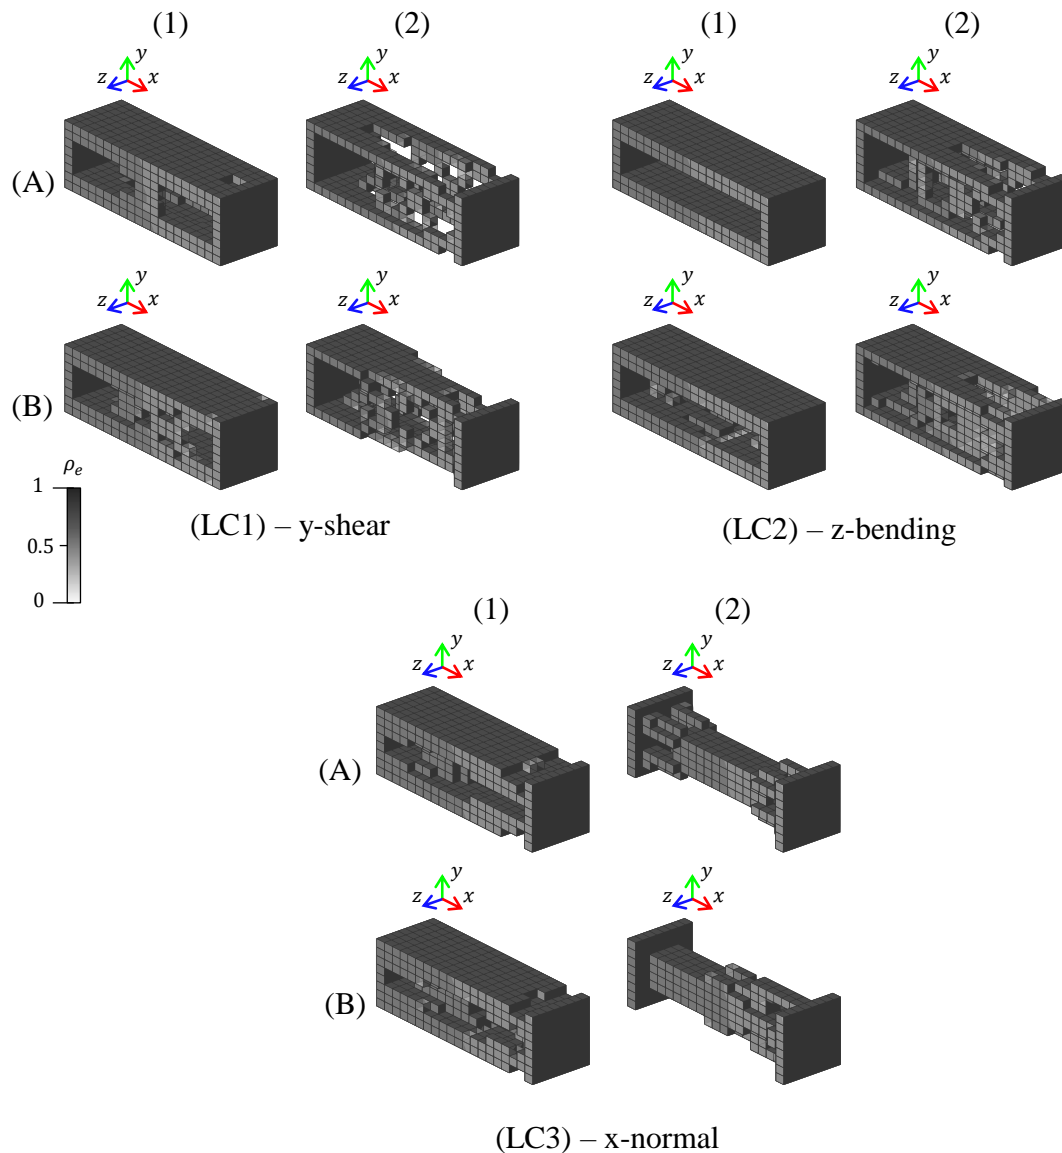 (1) (2) (1) (2)
y y y y
z x z x z x z x
(A)
y y y y
z x z x z x z x
(B)
ρe
1
0.5
0
(LC1) – y-shear (LC2) – z-bending
(1) (2)
y y
z x z x
(A)
y y
z x z x
(B)
(LC3) – x-normal